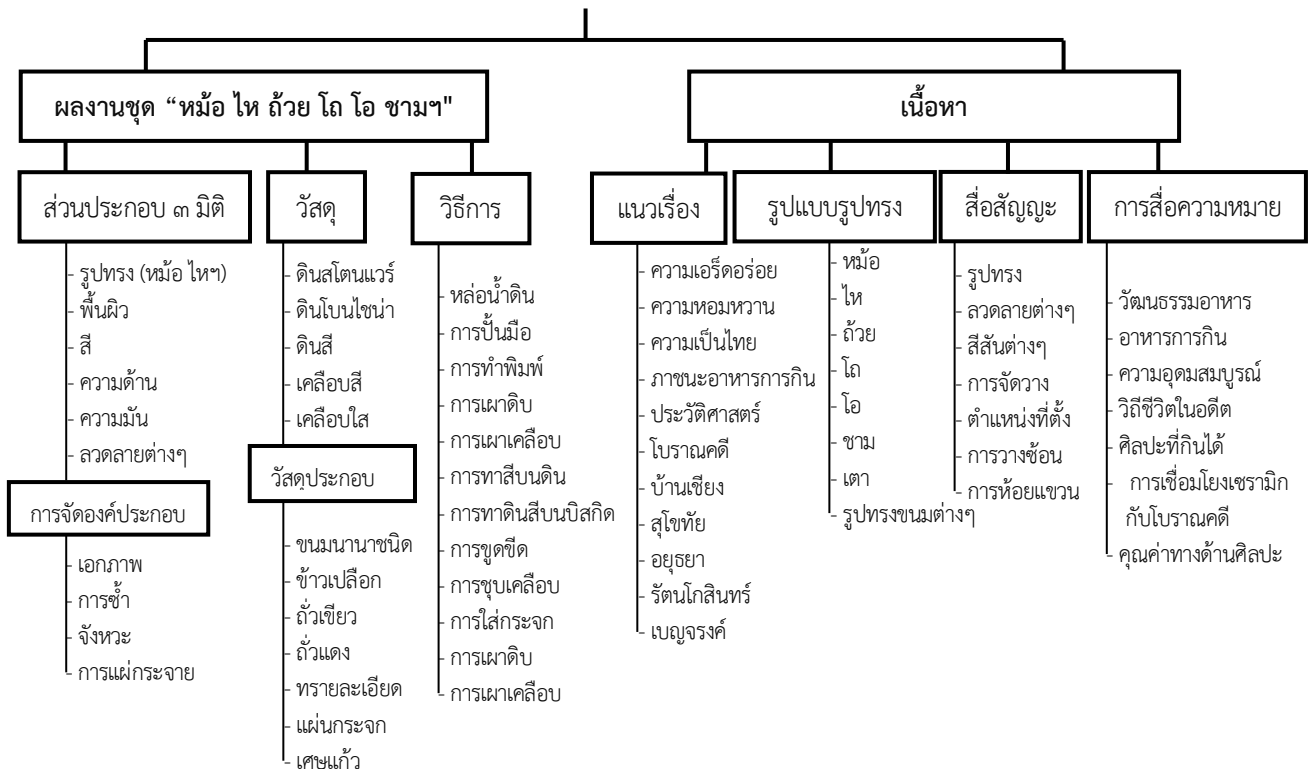 ผลงานชุด “หม้อ ไห ถ้วย โถ โอ ชามฯ"
เนื้อหา
ส่วนประกอบ ๓ มิติ
รูปทรง (หม้อ ไหฯ)
พื้นผิว
สี
ความด้าน
ความมัน
ลวดลายต่างๆ
การจัดองค์ประกอบ
เอกภาพ
การซ้ำ
จังหวะ
การแผ่กระจาย
วัสดุ
ดินสโตนแวร์
ดินโบนไชน่า
ดินสี
เคลือบสี
เคลือบใส
วัสดุประกอบ
ขนมนานาชนิด
ข้าวเปลือก
ถั่วเขียว
ถั่วแดง
ทรายละเอียด
แผ่นกระจก
เศษแก้ว
วิธีการ
หล่อน้ำดิน
การปั้นมือ
การทำพิมพ์
การเผาดิบ
การเผาเคลือบ
การทาสีบนดิน
การทาดินสีบนบิสกิต
การขูดขีด
การชุบเคลือบ
การใส่กระจก
การเผาดิบ
การเผาเคลือบ
แนวเรื่อง
ความเอร็ดอร่อย
ความหอมหวาน
ความเป็นไทย
ภาชนะอาหารการกิน
ประวัติศาสตร์
โบราณคดี
บ้านเชียง
สุโขทัย
อยุธยา
รัตนโกสินทร์
เบญจรงค์
รูปแบบรูปทรง
หม้อ
ไห
ถ้วย
โถ
โอ
ชาม
เตา
รูปทรงขนมต่างๆ
สื่อสัญญะ
รูปทรง
ลวดลายต่างๆ
สีสันต่างๆ
การจัดวาง
ตำแหน่งที่ตั้ง
การวางซ้อน
การห้อยแขวน
การสื่อความหมาย
วัฒนธรรมอาหาร
อาหารการกิน
ความอุดมสมบูรณ์
วิถีชีวิตในอดีต
ศิลปะที่กินได้
การเชื่อมโยงเซรามิก
กับโบราณคดี
คุณค่าทางด้านศิลปะ